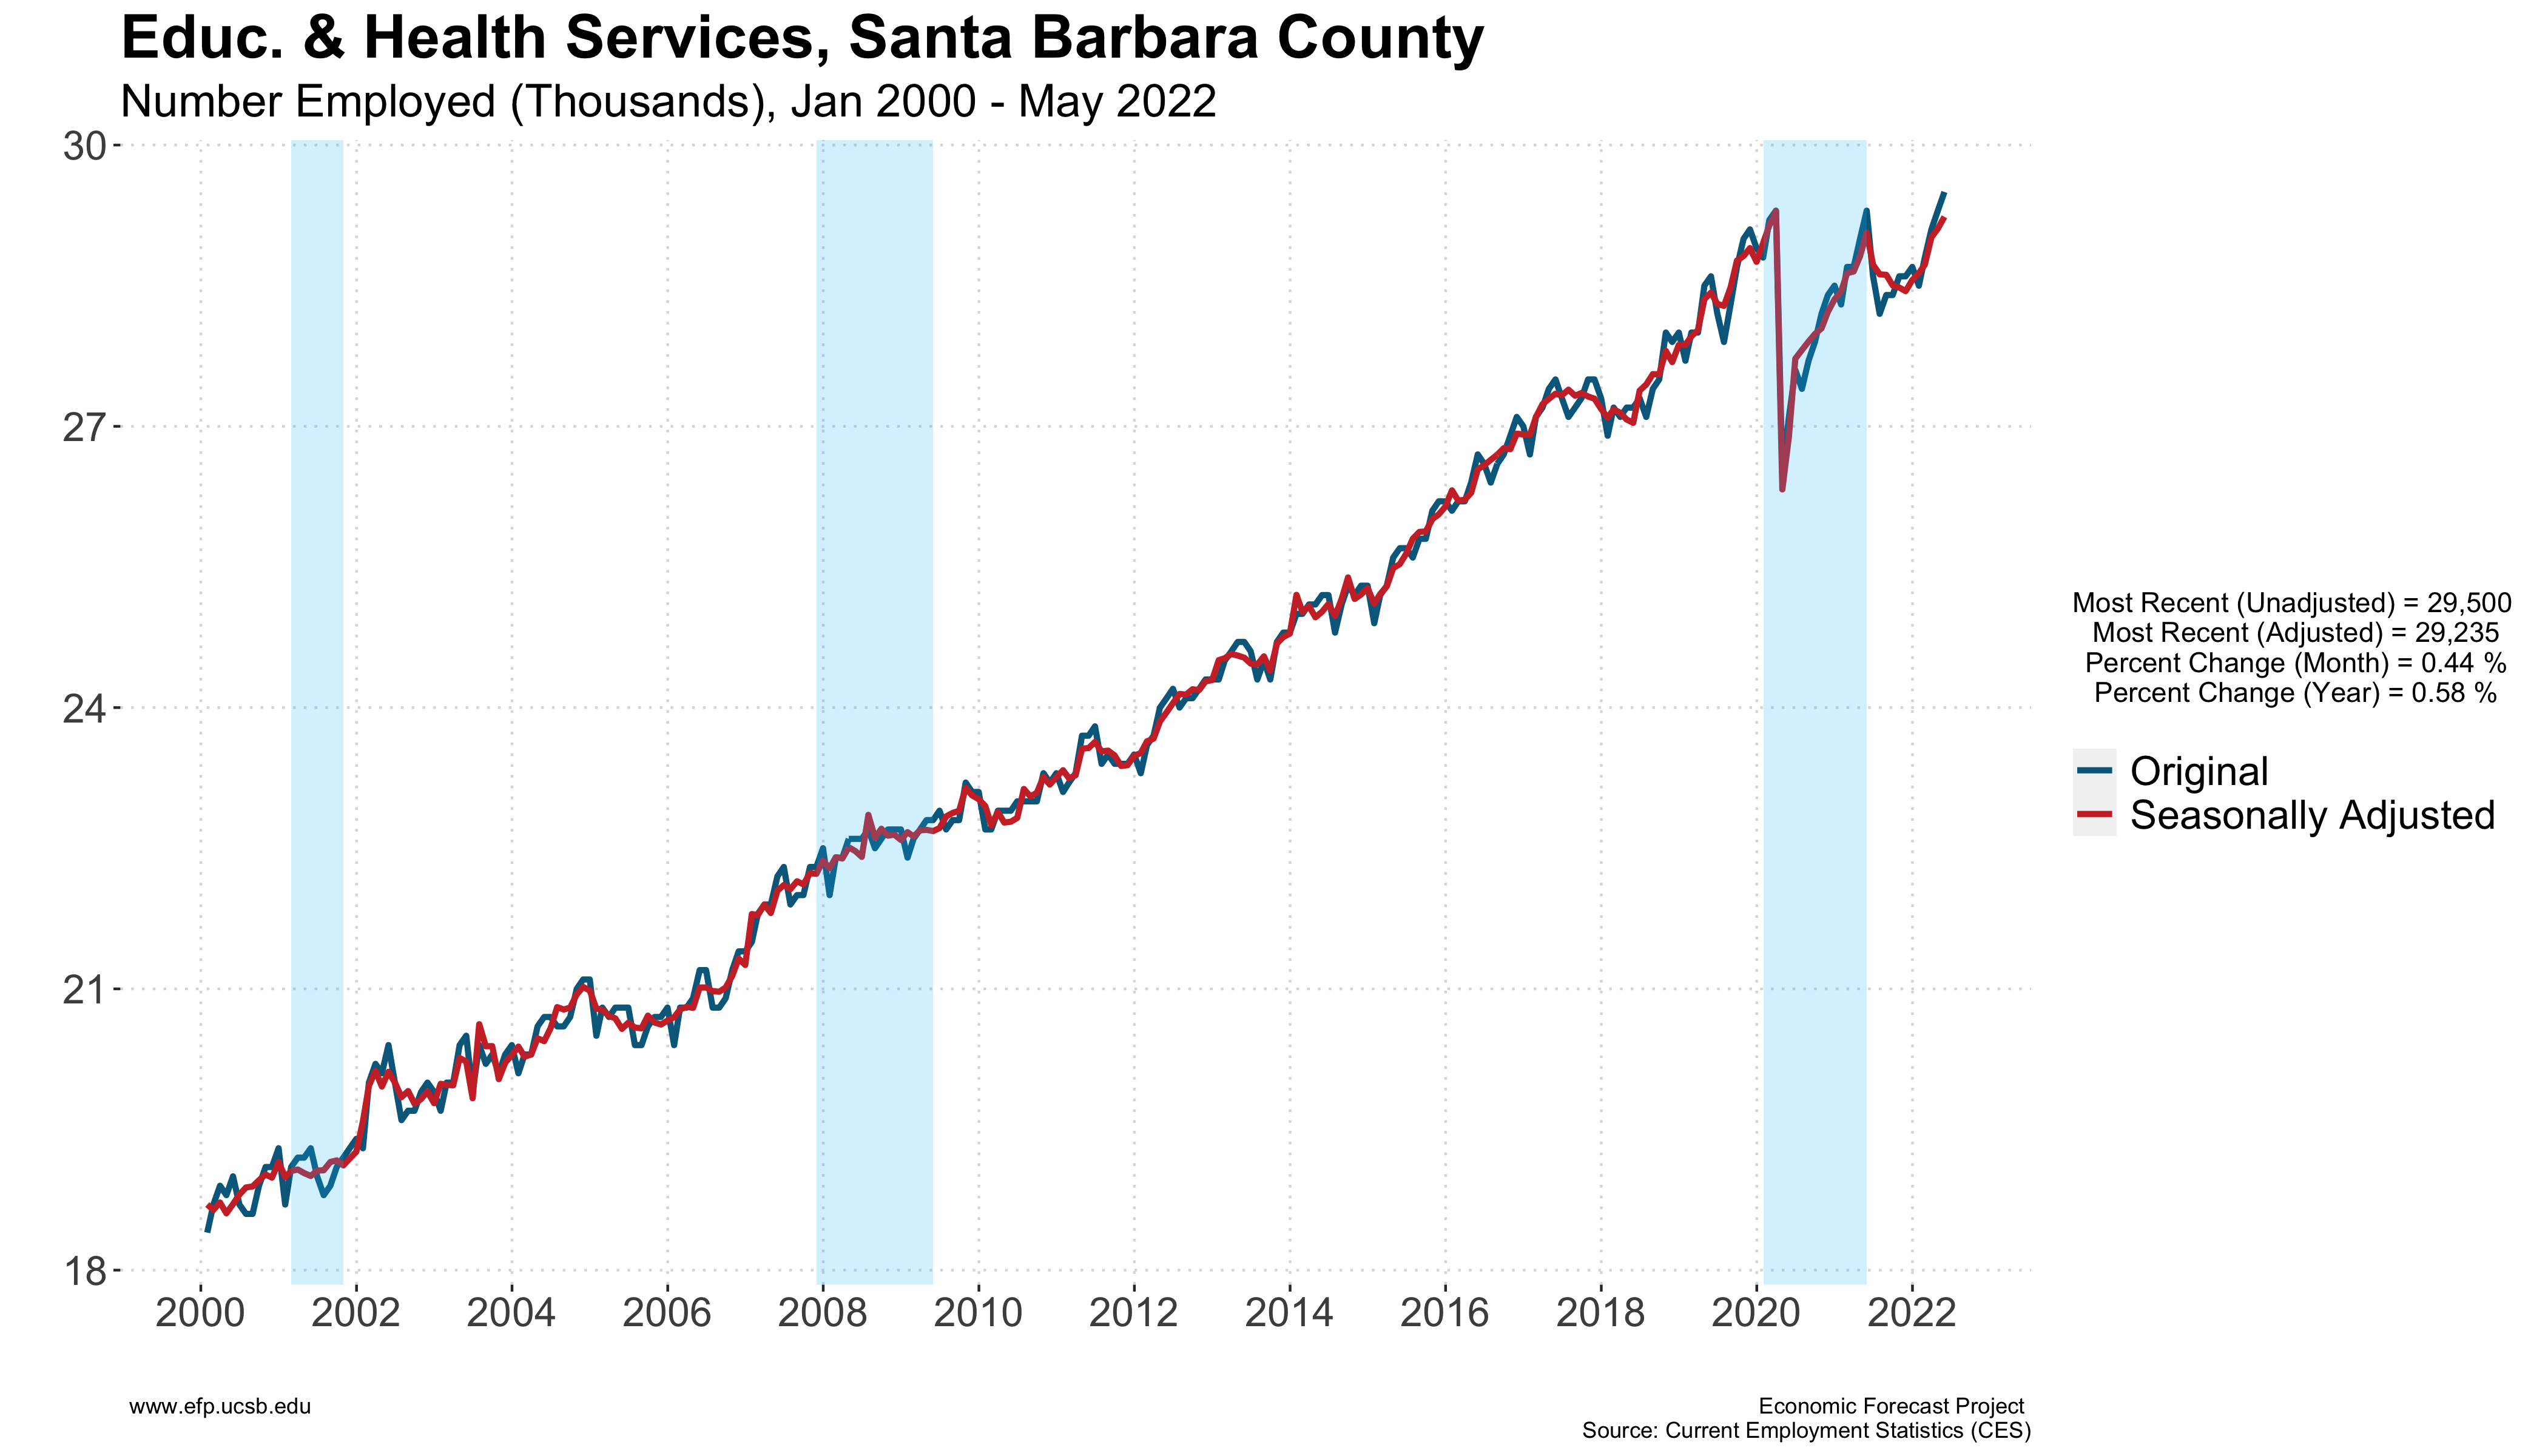 Educ. & Health Services, Santa Barbara County
Number Employed (Thousands), Jan 2000 - May 2022
30
27
24
21
18
2000 2002 2004 2006 2008 2010 2012 2014 2016 2018 2020 2022
Most Recent (Unadjusted) = 29,500
Most Recent (Adjusted) = 29,235
Percent Change (Month) = 0.44 %
Percent Change (Year) = 0.58 %
Original
Seasonally Adjusted
www.efp.ucsb.edu
Economic Forecast Project
Source: Current Employment Statistics (CES)